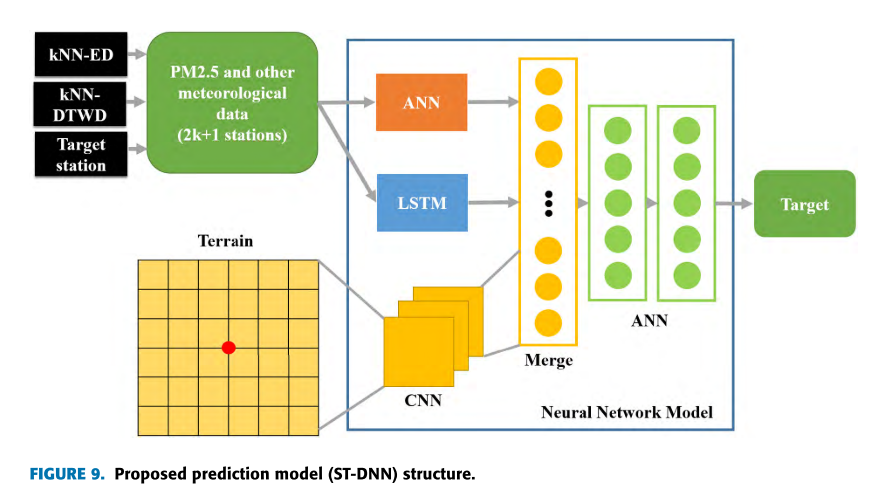 kNN-ED
kNN-
DTWD
Target
station
PM2.5 and other
meteorological
data
(2k+1 stations)
ANN
LSTM
Terrain
CNN
Merge
ANN
Target
Neural Network Model
FIGURE 9. Proposed prediction model (ST-DNN) structure.